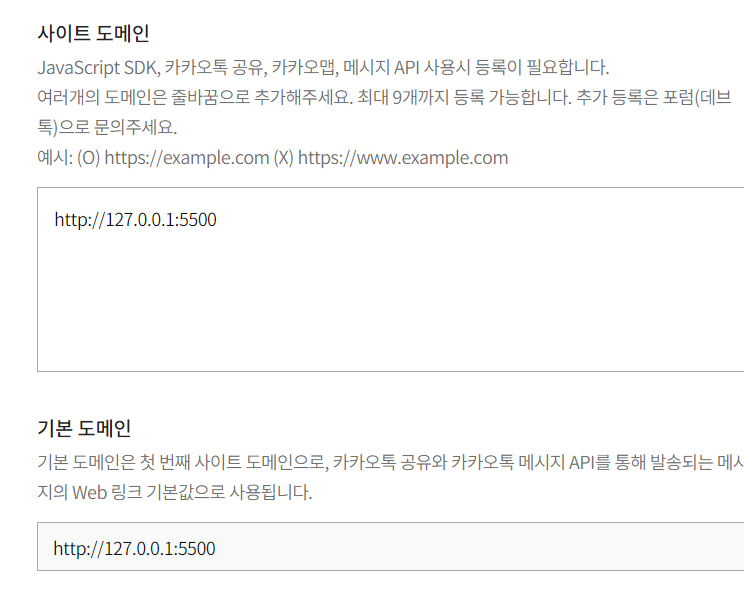 사이트 도메인
JavaScript SDK, 카카오톡 공유, 카카오맵, 메시지 API 사용시 등록이 필요합니다.
여러개의 도메인은 줄바꿈으로 추가해주세요. 최대 9개까지 등록 가능합니다. 추가 등록은 포럼(데브
톡)으로 문의주세요.
예시: (O) https://example.com (X) https://www.example.com
http://127.0.0.1:5500
기본 도메인
기본 도메인은 첫 번째 사이트 도메인으로, 카카오톡 공유와 카카오톡 메시지 API를 통해 발송되는 메시
지의 Web 링크 기본값으로 사용됩니다.
http://127.0.0.1:5500